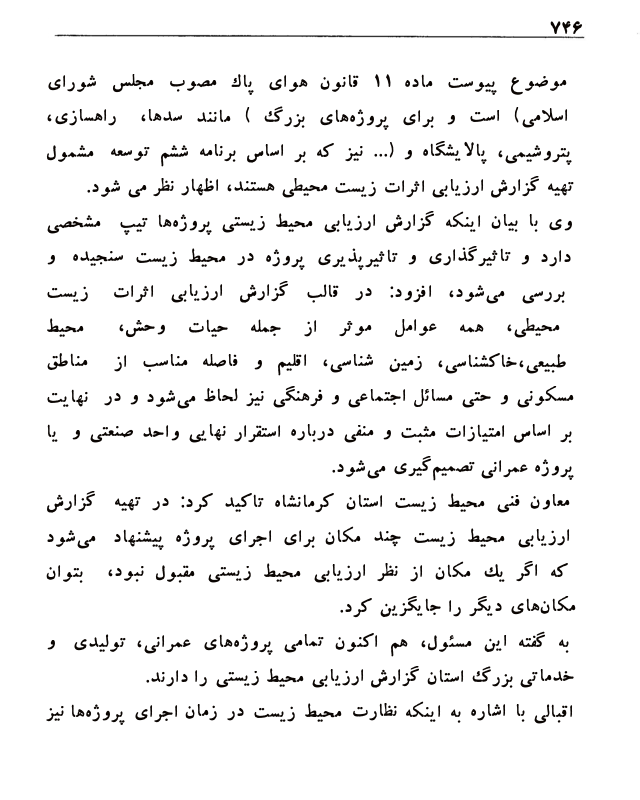 ۷۴۶
موضوع پیوست ماده ۱۱ قانون هوای پاك مصوب مجلس شورای
اسلامی) است و برای پروژه‌های بزرگ ) مانند سدها، راهسازی،
پتروشیمی، پالایشگاه و (... نیز که بر اساس برنامه ششم توسعه مشمول
تهیه گزارش ارزیابی اثرات زیست محیطی هستند، اظهار نظر می شود.
وی با بیان اینکه گزارش ارزیابی محیط زیستی پروژه‌ها تیپ مشخصی
دارد و تاثیرگذاری و تاثیرپذیری پروژه در محیط زیست سنجیده و
بررسی می‌شود، افزود: در قالب گزارش ارزیابی اثرات زیست
محیطی، همه عوامل موثر از جمله حیات وحش، محیط
طبیعی،خاکشناسی، زمین شناسی، اقلیم و فاصله مناسب از مناطق
مسکونی و حتی مسائل اجتماعی و فرهنگی نیز لحاظ می‌شود و در نهایت
بر اساس امتیازات مثبت و منفی درباره استقرار نهایی واحد صنعتی و یا
پروژه عمرانی تصمیم‌گیری می‌شود.
معاون فنی محیط زیست استان کرمانشاه تاکید کرد: در تهیه گزارش
ارزیابی محیط زیست چند مکان برای اجرای پروژه پیشنهاد می‌شود
که اگر یك مکان از نظر ارزیابی محیط زیستی مقبول نبود، بتوان
مکان‌های دیگر را جایگزین کرد.
به گفته این مسئول، هم اکنون تمامی پروژه‌های عمرانی، تولیدی و
خدماتی بزرگ استان گزارش ارزیابی محیط زیستی را دارند.
اقبالی با اشاره به اینکه نظارت محیط زیست در زمان اجرای پروژه‌ها نیز